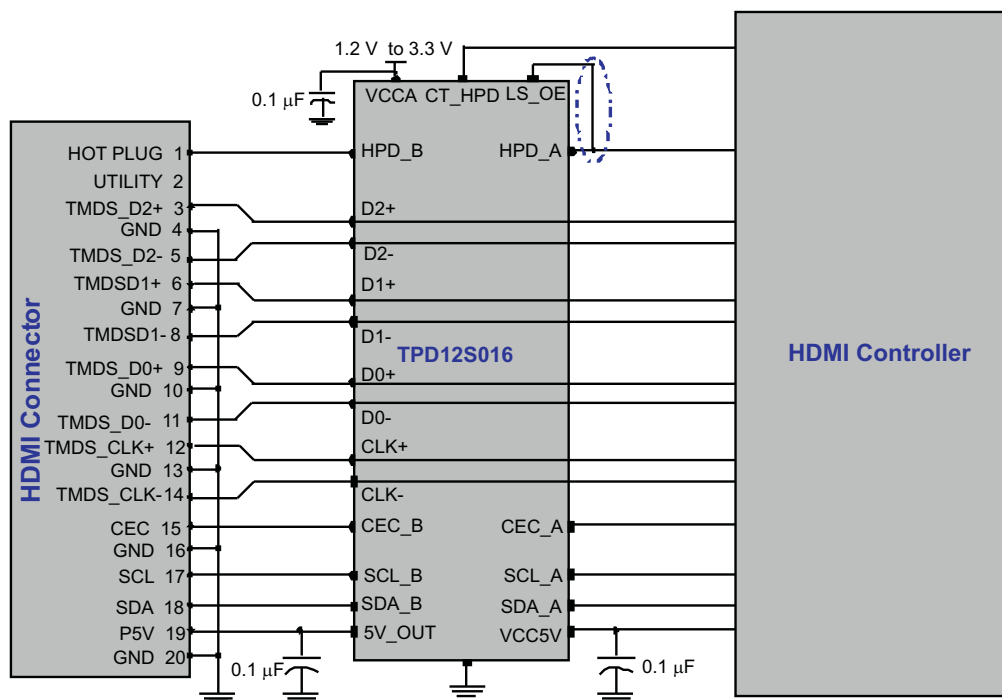 1.2 V to 3.3 V
0.1 μF
VCCA CT_HPD LS_OE
HDMI Connector
HOT PLUG 1
UTILITY 2
TMDS_D2+ 3
GND 4
TMDS_D2- 5
TMDSD1+ 6
GND 7
TMDSD1- 8
TMDS_D0+ 9
GND 10
TMDS_D0- 11
TMDS_CLK+ 12
GND 13
TMDS_CLK- 14
CEC 15
GND 16
SCL 17
SDA 18
P5V 19
GND 20
0.1 μF
HPD_B
D2+
D2-
D1+
D1-
TPD12S016
D0+
D0-
CLK+
CLK-
CEC_B
SCL_B
SDA_B
5V_OUT
HPD_A
CEC_A
SCL_A
SDA_A
VCC5V
0.1 μF
HDMI Controller